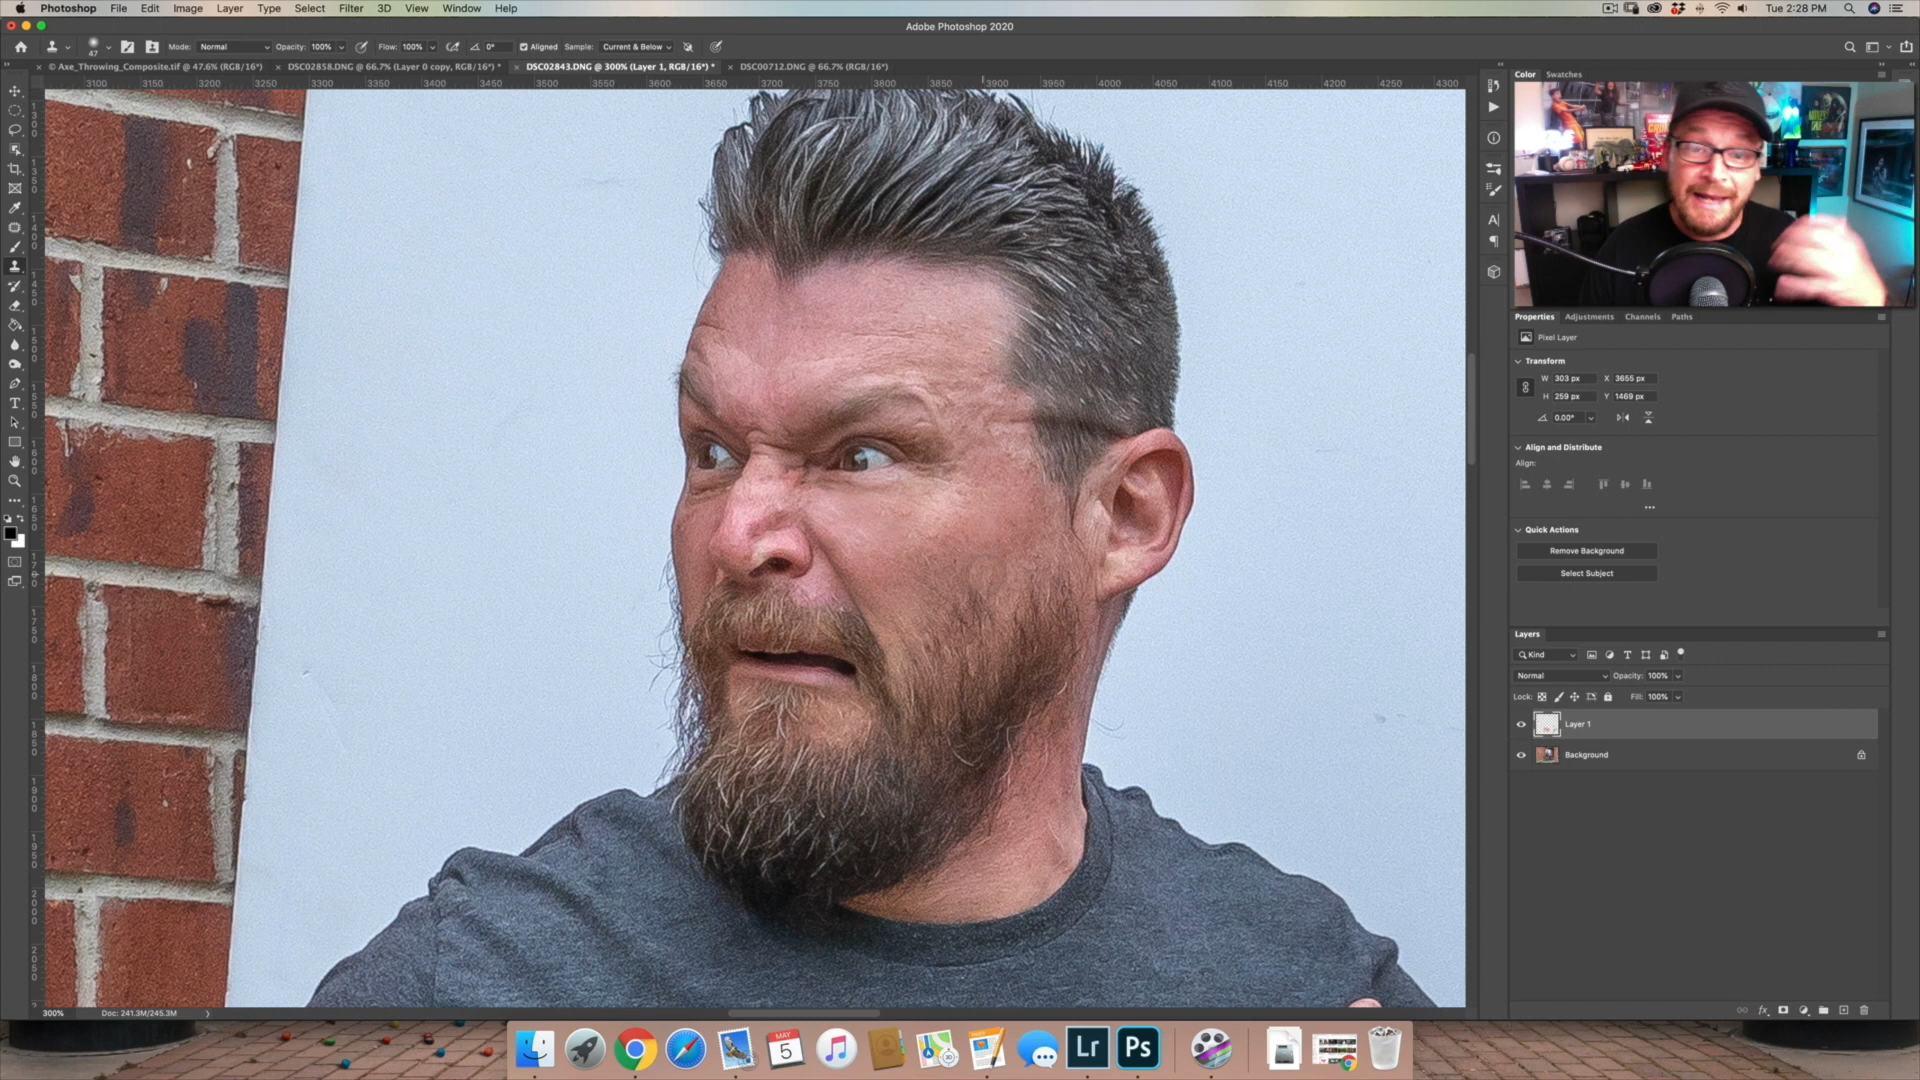 Photoshop File Edit Image Layer Type Select Filter 3D View Window Help
Tue 2:28 PM
Adobe Photoshop 2020
47 Mode: Normal Opacity: 100% Flow: 100% 0° Aligned Sample: Current & Below
© Axe_Throwing_Composite.tif @ 47.6% (RGB/16*)
DSC02858.DNG @ 66.7% (Layer 0 copy, RGB/16*) *
DSC02843.DNG @ 300% (Layer 1, RGB/16*) *
DSC00712.DNG @ 66.7% (RGB/16*)
Color Swatches
3100 3150 3200 3250 3300 3350 3400 3450 3500 3550 3600 3650 3700 3750 3800 3850 3900 3950 4000 4050 4100 4150 4200 4250 4300
Properties Adjustments Channels Paths
Pixel Layer
Transform
W 303 px X 3655 px
H 259 px Y 1469 px
0.00°
Align and Distribute
Align:
Quick Actions
Remove Background
Select Subject
Layers
Kind
Normal Opacity: 100%
Lock: Fill: 100%
Layer 1
Background
300% Doc: 241.3M/245.3M
MAY
5
Lr
Ps